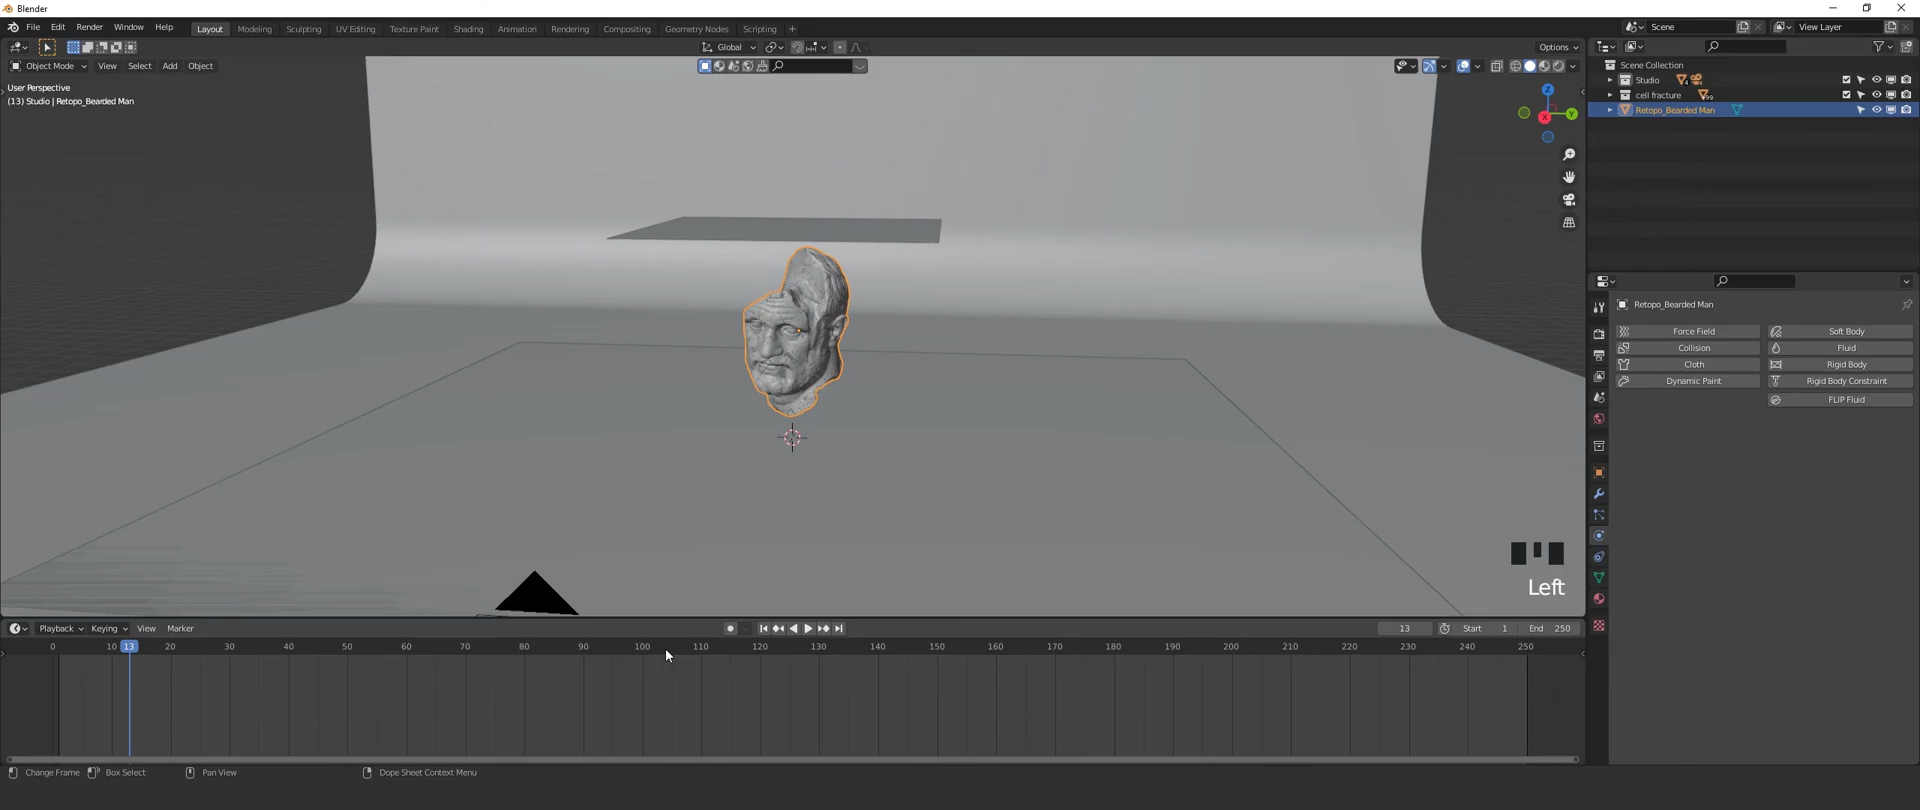 Blender
File Edit Render Window Help
Layout Modeling Sculpting UV Editing Texture Paint Shading Animation Rendering Compositing Geometry Nodes Scripting +
Scene
View Layer
Global
Options
Object Mode View Select Add Object
User Perspective
(13) Studio | Retopo_Bearded Man
Z
Y
X
Scene Collection
Studio
4
cell fracture
99
Retopo_Bearded Man
Retopo_Bearded Man
Force Field
Soft Body
Collision
Fluid
Cloth
Rigid Body
Dynamic Paint
Rigid Body Constraint
FLIP Fluid
Left
Playback Keying View Marker
13 Start 1 End 250
0 10 13 20 30 40 50 60 70 80 90 100 110 120 130 140 150 160 170 180 190 200 210 220 230 240 250
Change Frame Box Select Pan View Dope Sheet Context Menu